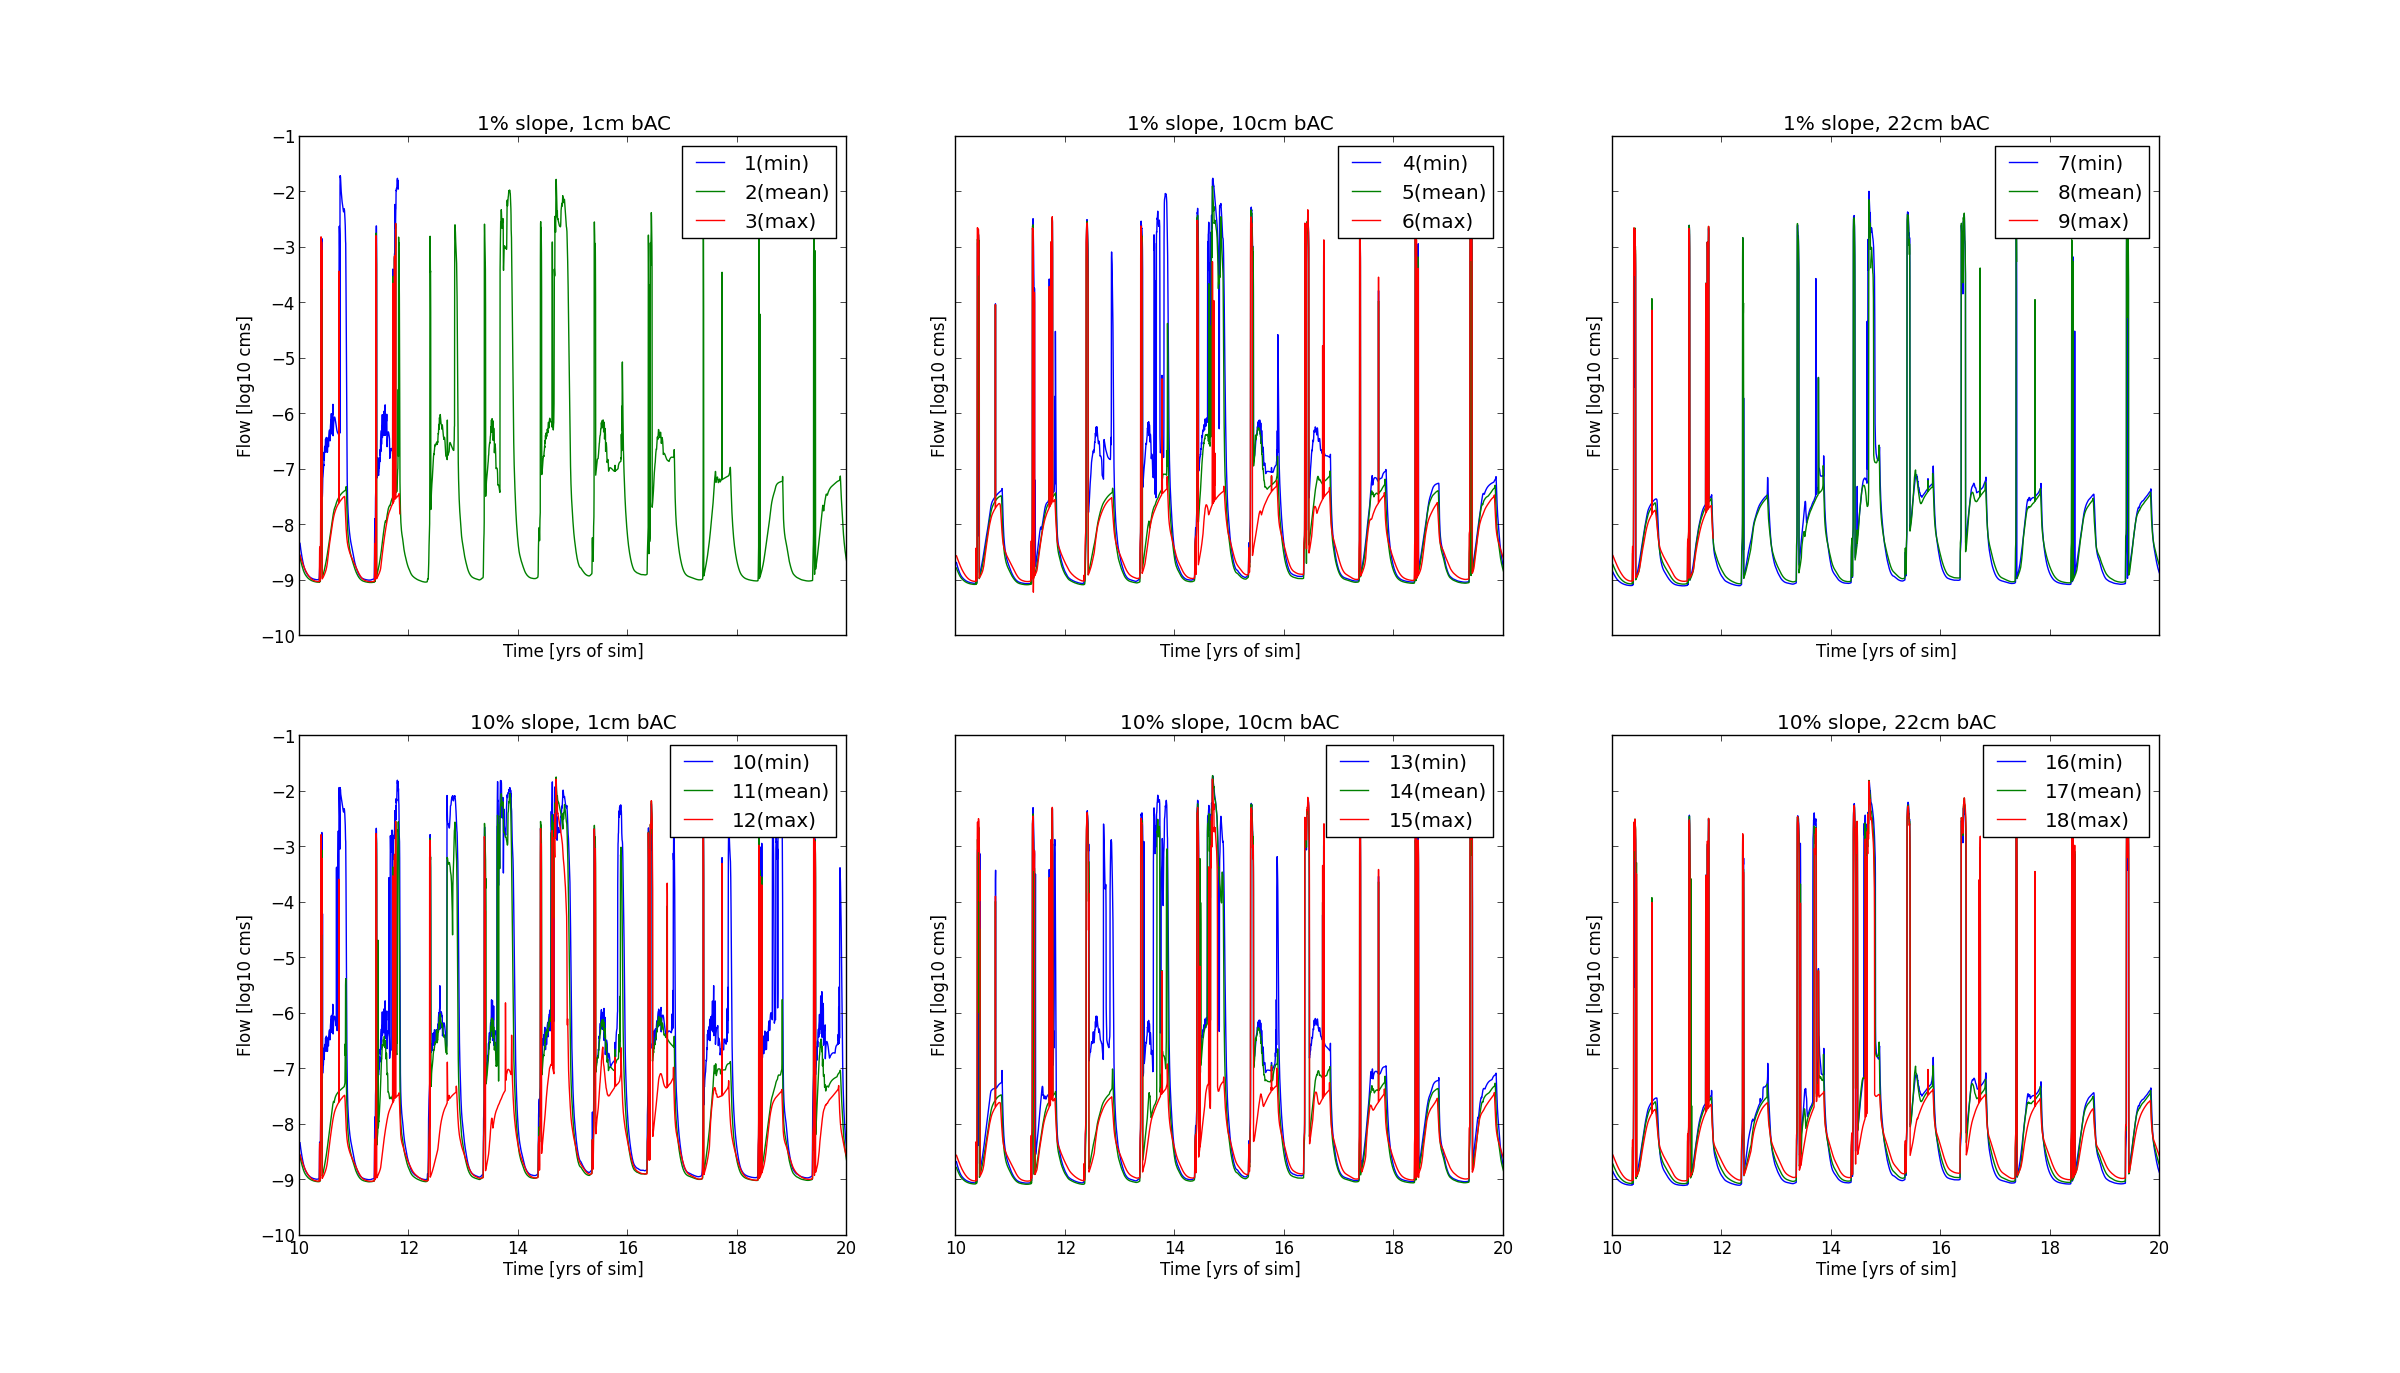 1% slope, 1cm bAC
1% slope, 10cm bAC
1% slope, 22cm bAC
−1
−2
−3
−4
−5
−6
−7
−8
−9
−10
Flow [log10 cms]
Time [yrs of sim]
1(min)
2(mean)
3(max)
Flow [log10 cms]
Time [yrs of sim]
4(min)
5(mean)
6(max)
Flow [log10 cms]
Time [yrs of sim]
7(min)
8(mean)
9(max)
10% slope, 1cm bAC
10% slope, 10cm bAC
10% slope, 22cm bAC
−1
−2
−3
−4
−5
−6
−7
−8
−9
−10
Flow [log10 cms]
10(min)
11(mean)
12(max)
10 12 14 16 18 20
Time [yrs of sim]
Flow [log10 cms]
13(min)
14(mean)
15(max)
10 12 14 16 18 20
Time [yrs of sim]
Flow [log10 cms]
16(min)
17(mean)
18(max)
10 12 14 16 18 20
Time [yrs of sim]